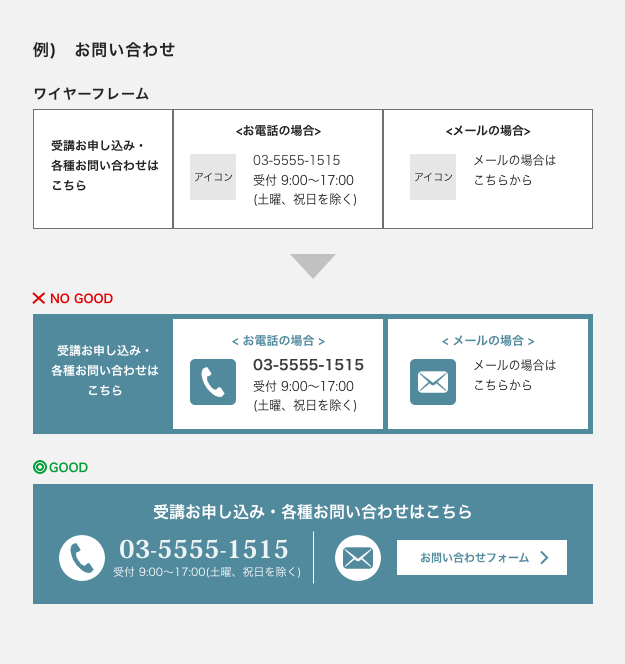 例)　お問い合わせ
ワイヤーフレーム
受講お申し込み・
各種お問い合わせは
こちら
<お電話の場合>
アイコン
03-5555-1515
受付 9:00〜17:00
(土曜、祝日を除く)
<メールの場合>
アイコン
メールの場合は
こちらから
NO GOOD
受講お申し込み・
各種お問い合わせは
こちら
< お電話の場合 >
03-5555-1515
受付 9:00〜17:00
(土曜、祝日を除く)
< メールの場合 >
メールの場合は
こちらから
GOOD
受講お申し込み・各種お問い合わせはこちら
03-5555-1515
受付 9:00〜17:00(土曜、祝日を除く)
お問い合わせフォーム